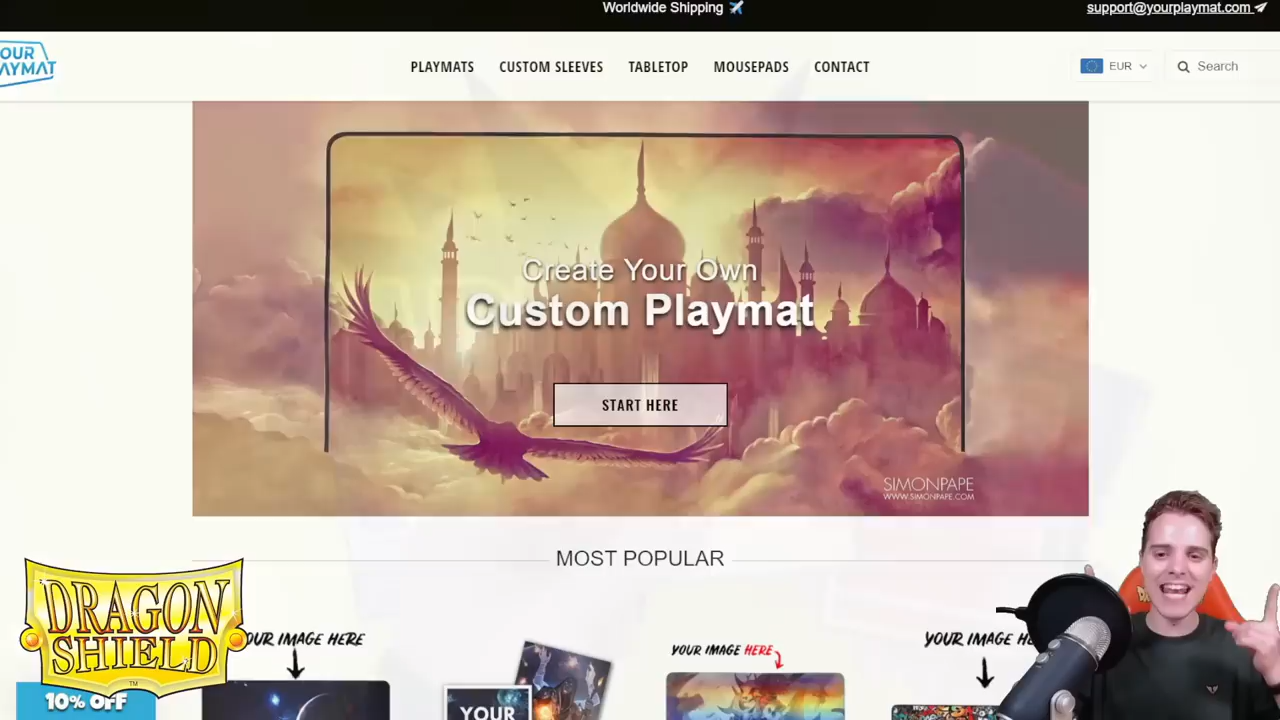 Worldwide Shipping
support@yourplaymat.com
OUR
AYMAT
PLAYMATS
CUSTOM SLEEVES
TABLETOP
MOUSEPADS
CONTACT
EUR
Search
Create Your Own
Custom Playmat
START HERE
SIMONPAPE
WWW.SIMONPAPE.COM
MOST POPULAR
DRAGON
SHIELD
TM
10% OFF
OUR IMAGE HERE
YOUR
YOUR IMAGE HERE
YOUR IMAGE HE